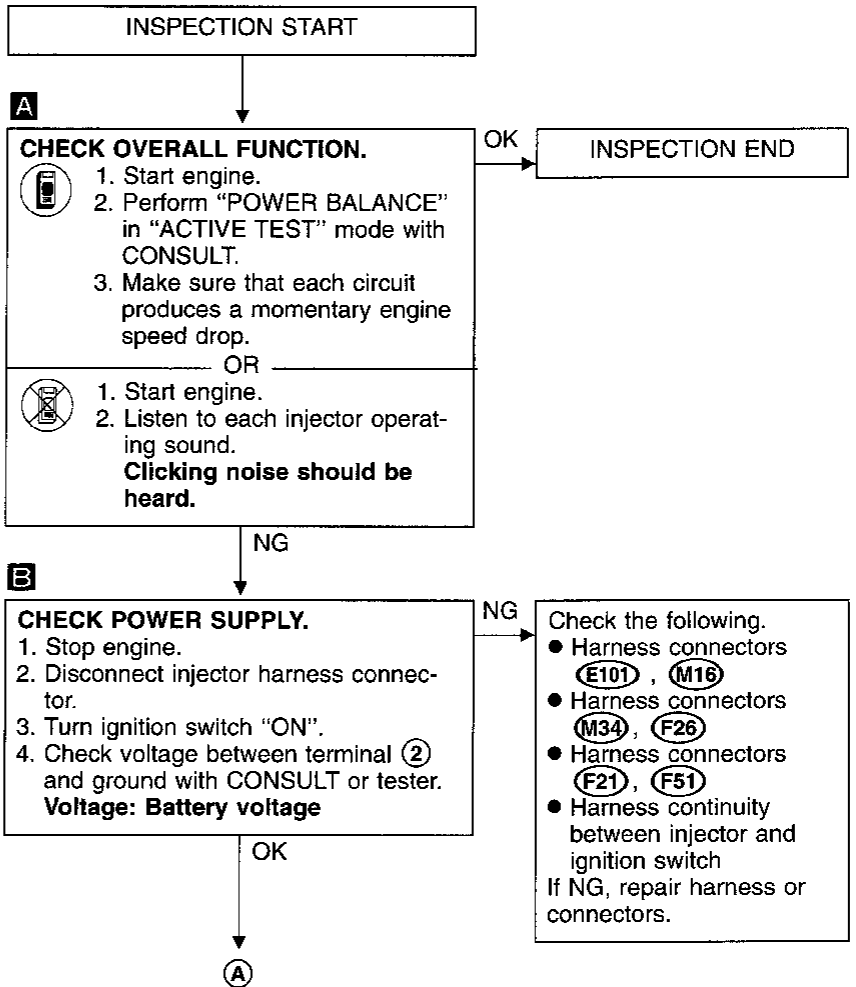 INSPECTION START
A
CHECK OVERALL FUNCTION.
1. Start engine.
2. Perform “POWER BALANCE”
in “ACTIVE TEST” mode with
CONSULT.
3. Make sure that each circuit
produces a momentary engine
speed drop.
OR
1. Start engine.
2. Listen to each injector operat-
ing sound.
Clicking noise should be
heard.
OK
INSPECTION END
NG
B
CHECK POWER SUPPLY.
1. Stop engine.
2. Disconnect injector harness connec-
tor.
3. Turn ignition switch “ON”.
4. Check voltage between terminal ②
and ground with CONSULT or tester.
Voltage: Battery voltage
NG
Check the following.
● Harness connectors
E101 , M16
● Harness connectors
M34 , F26
● Harness connectors
F21 , F51
● Harness continuity
between injector and
ignition switch
If NG, repair harness or
connectors.
OK
Ⓐ